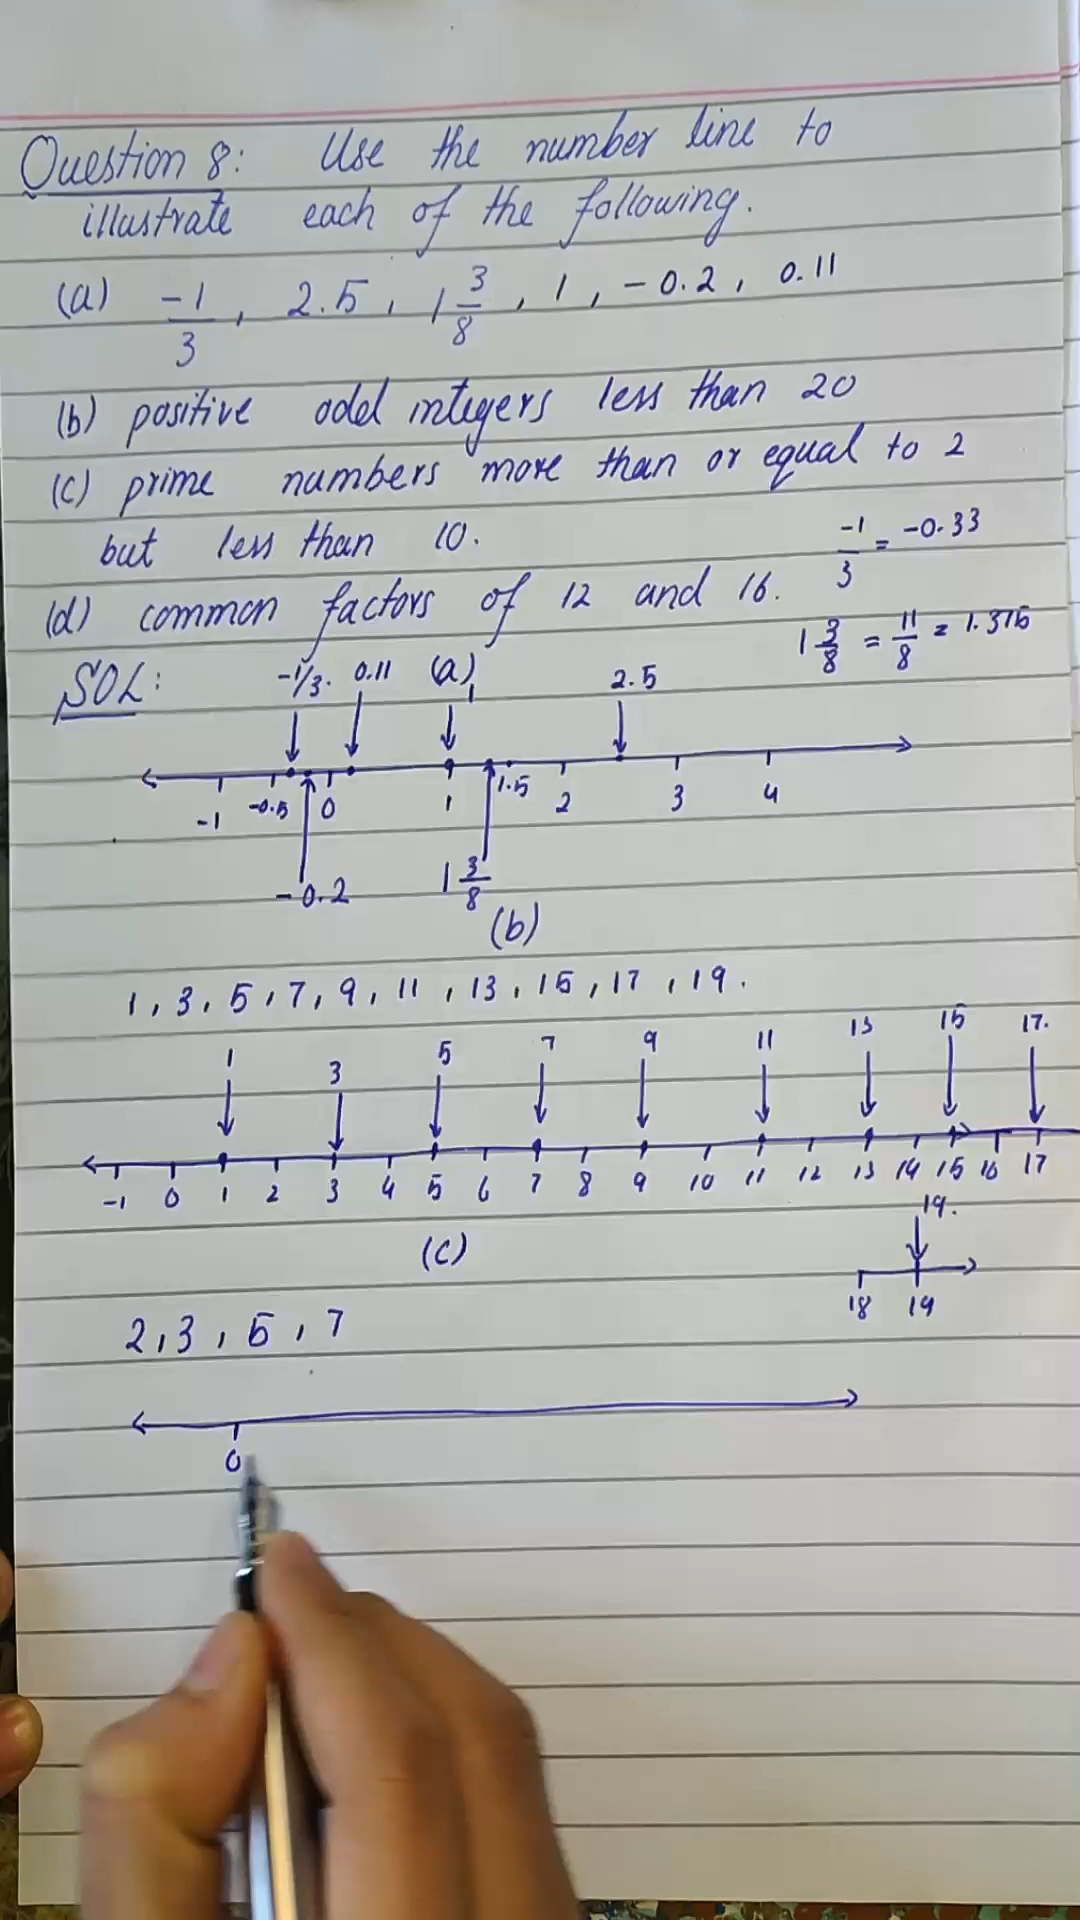 Question 8: Use the number line to
illustrate each of the following.
(a) -1/3, 2.5, 1 3/8, 1, -0.2, 0.11
(b) positive odd integers less than 20
(c) prime numbers more than or equal to 2
but less than 10.
-1/3 = -0.33
(d) common factors of 12 and 16.
1 3/8 = 11/8 = 1.375
SOL:
-1/3. 0.11 (a) 1 2.5
-1 -0.5 0 1 1.5 2 3 4
-0.2 1 3/8
(b)
1, 3, 5, 7, 9, 11, 13, 15, 17, 19.
1 3 5 7 9 11 13 15 17.
-1 0 1 2 3 4 5 6 7 8 9 10 11 12 13 14 15 16 17
(c)
19.
18 19
2, 3, 5, 7
0